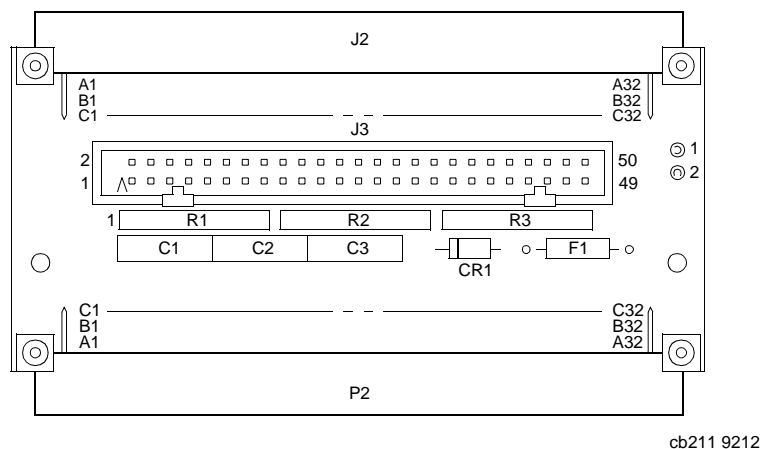 J2
A1 A32
B1 B32
C1 C32
J3
2 50 1
1 49 2
1 R1 R2 R3
C1 C2 C3 F1
CR1
C1 C32
B1 B32
A1 A32
P2
cb211 9212